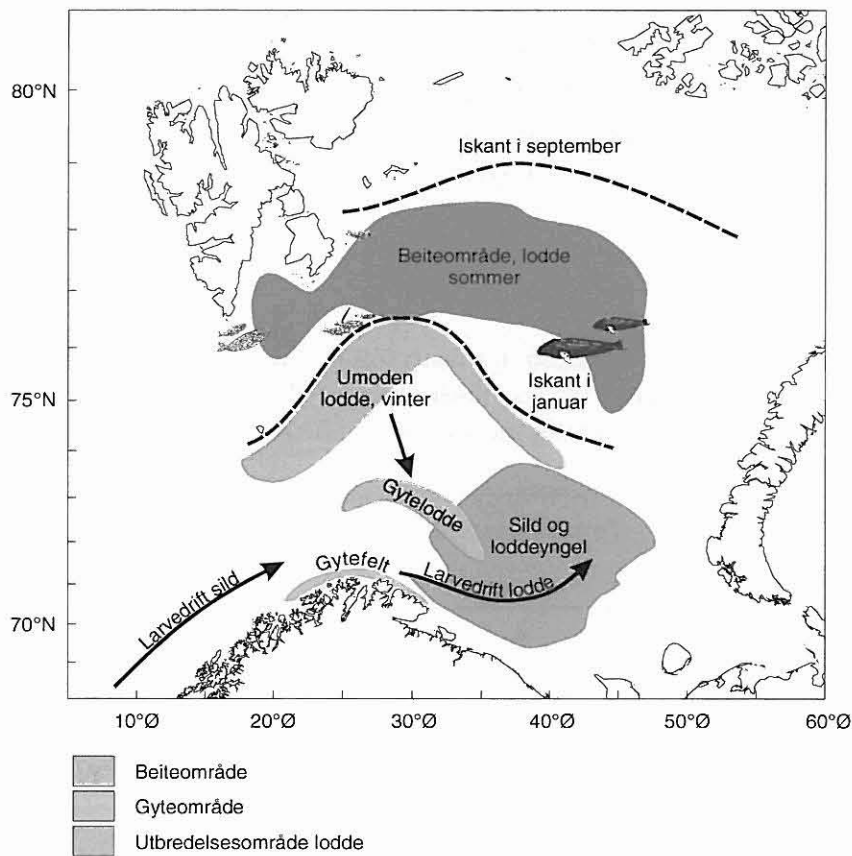 80°N
Iskant i september
Beiteområde, lodde
sommer
75°N
Umoden
lodde, vinter
Iskant i
januar
Gytelodde
Sild og
loddeyngel
Gytefelt
Larvedrift lodde
Larvedrift sild
70°N
10°Ø 20°Ø 30°Ø 40°Ø 50°Ø 60°Ø
Beiteområde
Gyteområde
Utbredelsesområde lodde